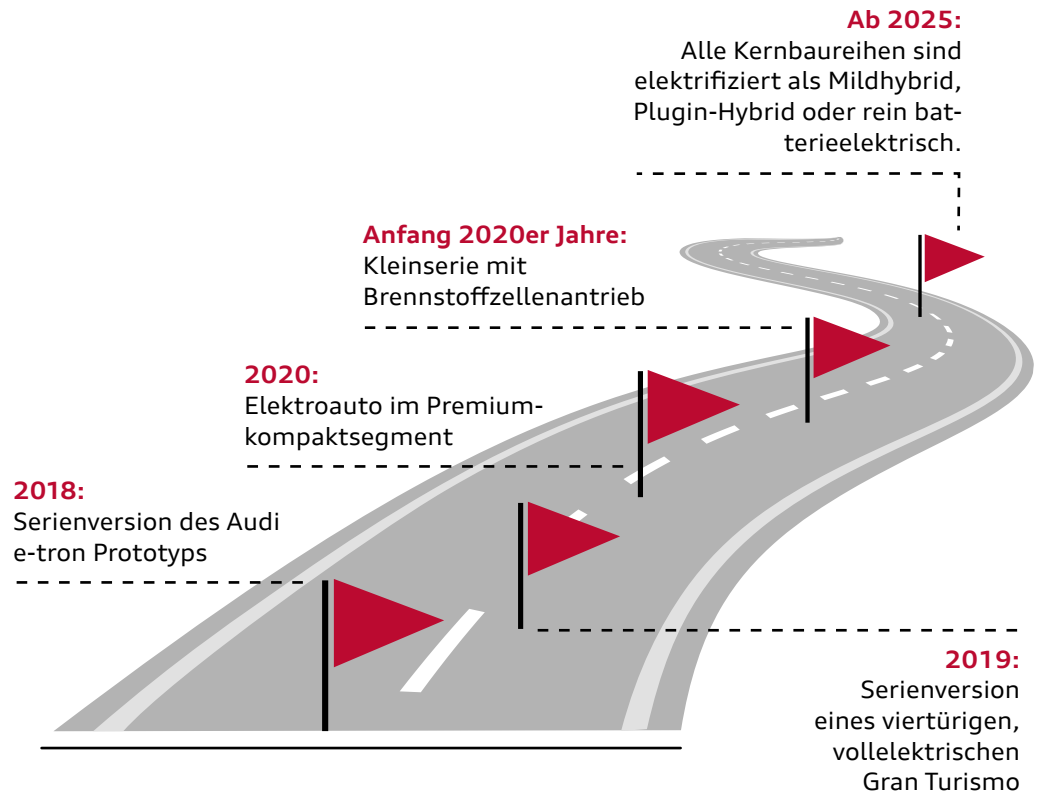 Ab 2025:
Alle Kernbaureihen sind
elektrifiziert als Mildhybrid,
Plugin-Hybrid oder rein bat-
terieelektrisch.
Anfang 2020er Jahre:
Kleinserie mit
Brennstoffzellenantrieb
2020:
Elektroauto im Premium-
kompaktsegment
2018:
Serienversion des Audi
e-tron Prototyps
2019:
Serienversion
eines viertürigen,
vollelektrischen
Gran Turismo